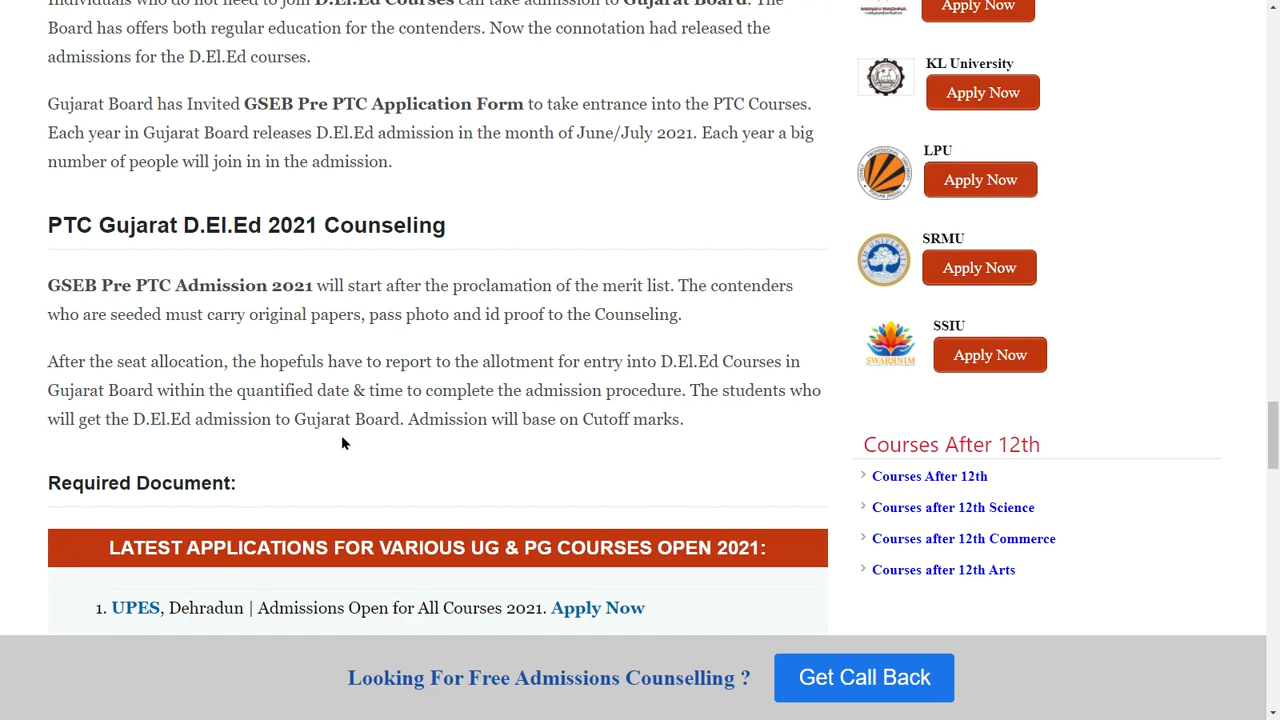 Individuals who do not need to join D.El.Ed Courses can take admission to Gujarat Board. The
Board has offers both regular education for the contenders. Now the connotation had released the
admissions for the D.El.Ed courses.
Gujarat Board has Invited GSEB Pre PTC Application Form to take entrance into the PTC Courses.
Each year in Gujarat Board releases D.El.Ed admission in the month of June/July 2021. Each year a big
number of people will join in in the admission.
PTC Gujarat D.El.Ed 2021 Counseling
GSEB Pre PTC Admission 2021 will start after the proclamation of the merit list. The contenders
who are seeded must carry original papers, pass photo and id proof to the Counseling.
After the seat allocation, the hopefuls have to report to the allotment for entry into D.El.Ed Courses in
Gujarat Board within the quantified date & time to complete the admission procedure. The students who
will get the D.El.Ed admission to Gujarat Board. Admission will base on Cutoff marks.
Required Document:
LATEST APPLICATIONS FOR VARIOUS UG & PG COURSES OPEN 2021:
1. UPES, Dehradun | Admissions Open for All Courses 2021. Apply Now
Apply Now
KL University
Apply Now
LPU
Apply Now
SRMU
Apply Now
SSIU
SWARRNIM
Apply Now
Courses After 12th
Courses After 12th
Courses after 12th Science
Courses after 12th Commerce
Courses after 12th Arts
Looking For Free Admissions Counselling ?
Get Call Back